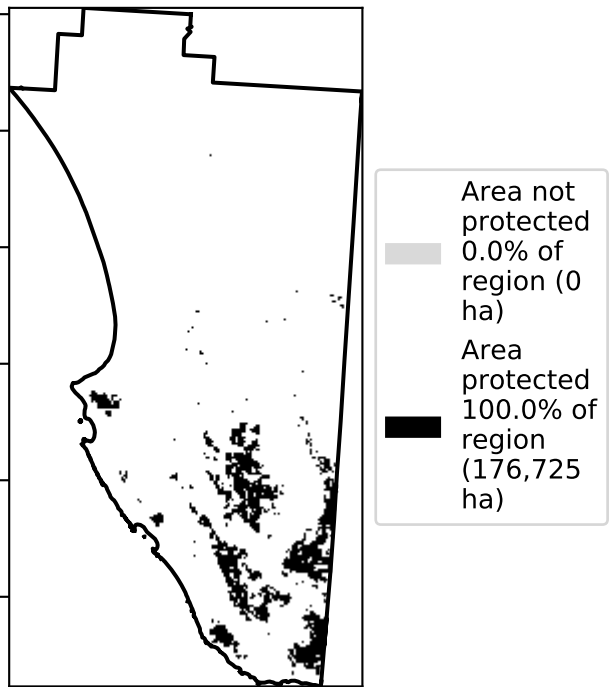 Area not
protected
0.0% of
region (0
ha)
Area
protected
100.0% of
region
(176,725
ha)